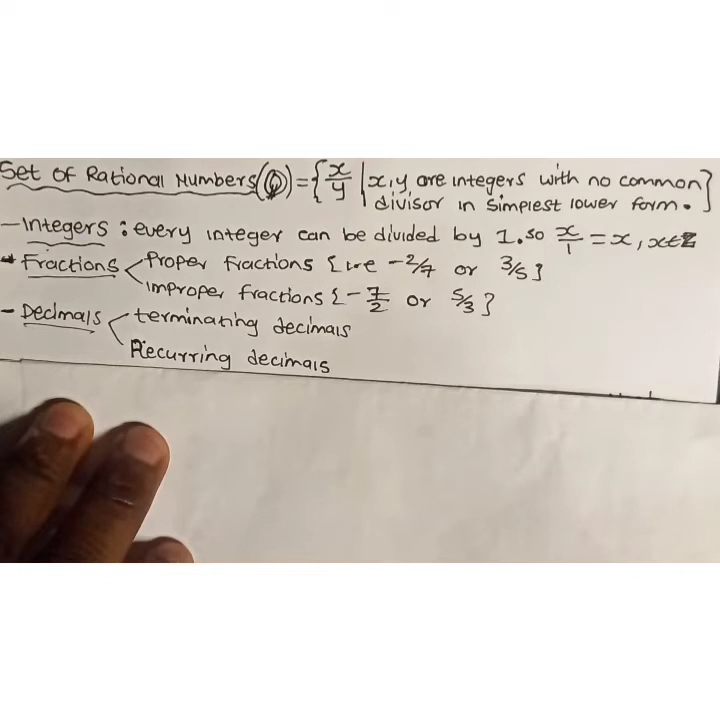 Set of Rational Numbers (Q) = {x/y | x, y are integers with no common
divisor in simplest lower form.}
- Integers : every integer can be divided by 1. so x/1 = x, x∈Z
- Fractions < Proper fractions {i.e -2/7 or 3/5}
Improper fractions {-7/2 or 5/3}
- Decimals < terminating decimals
Recurring decimals